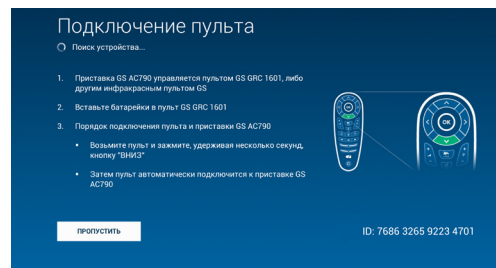 Подключение пульта
Поиск устройства...
1. Приставка GS AC790 управляется пультом GS GRC 1601, либо
другим инфракрасным пультом GS
2. Вставьте батарейки в пульт GS GRC 1601
3. Порядок подключения пульта и приставки GS AC790
• Возьмите пульт и зажмите, удерживая несколько секунд,
кнопку "ВНИЗ"
• Затем пульт автоматически подключится к приставке GS
AC790
OK
ПРОПУСТИТЬ
ID: 7686 3265 9223 4701